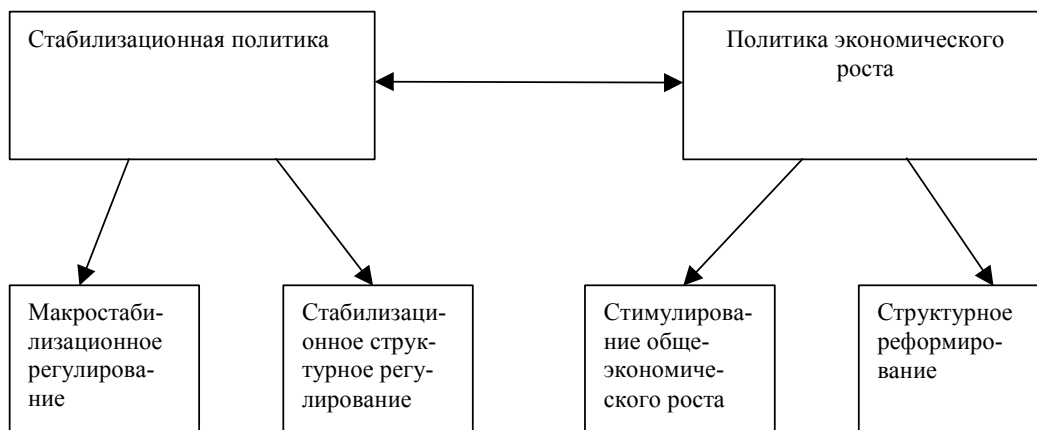 Стабилизационная политика
Политика экономического
роста
Макростаби-
лизационное
регулирова-
ние
Стабилизаци-
онное струк-
турное регу-
лирование
Стимулирова
ние обще-
экономиче-
ского роста
Структурное
реформиро-
вание